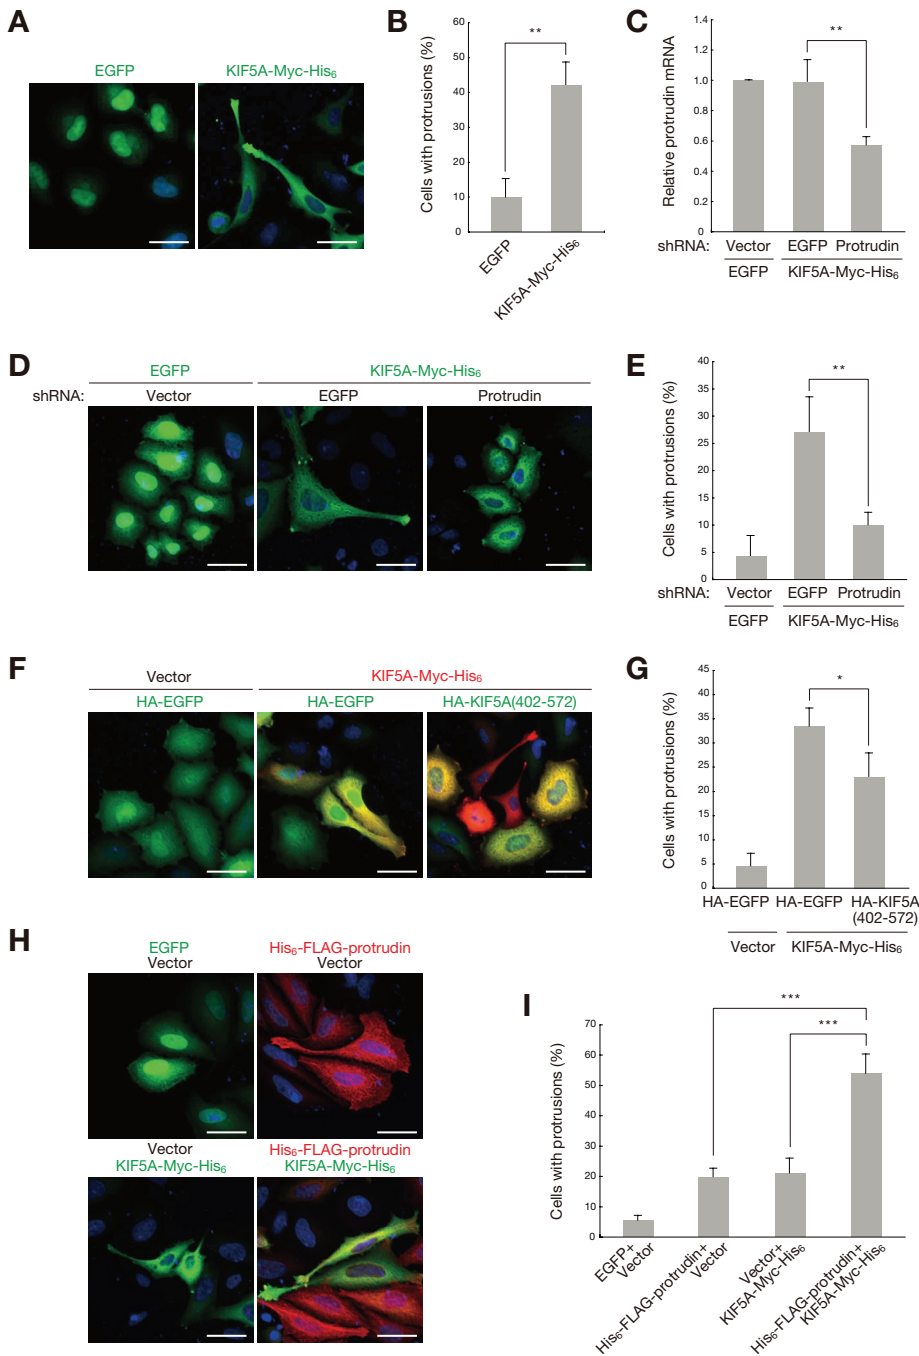 A
EGFP
KIF5A-Myc-His6
B
Cells with protrusions (%)
60
50
40
30
20
10
0
**
EGFP
KIF5A-Myc-His6
C
Relative protrudin mRNA
1.4
1.2
1.0
0.8
0.6
0.4
0.2
0
**
shRNA: Vector EGFP Protrudin
EGFP KIF5A-Myc-His6
D
EGFP KIF5A-Myc-His6
shRNA: Vector EGFP Protrudin
E
Cells with protrusions (%)
40
35
30
25
20
15
10
5
0
**
shRNA: Vector EGFP Protrudin
EGFP KIF5A-Myc-His6
F
Vector KIF5A-Myc-His6
HA-EGFP HA-EGFP HA-KIF5A(402-572)
G
Cells with protrusions (%)
45
40
35
30
25
20
15
10
5
0
*
HA-EGFP HA-EGFP HA-KIF5A
(402-572)
Vector KIF5A-Myc-His6
H
EGFP His6-FLAG-protrudin
Vector Vector
Vector His6-FLAG-protrudin
KIF5A-Myc-His6 KIF5A-Myc-His6
I
Cells with protrusions (%)
70
60
50
40
30
20
10
0
***
***
EGFP+
Vector
His6-FLAG-protrudin+
Vector
Vector+
KIF5A-Myc-His6
His6-FLAG-protrudin+
KIF5A-Myc-His6